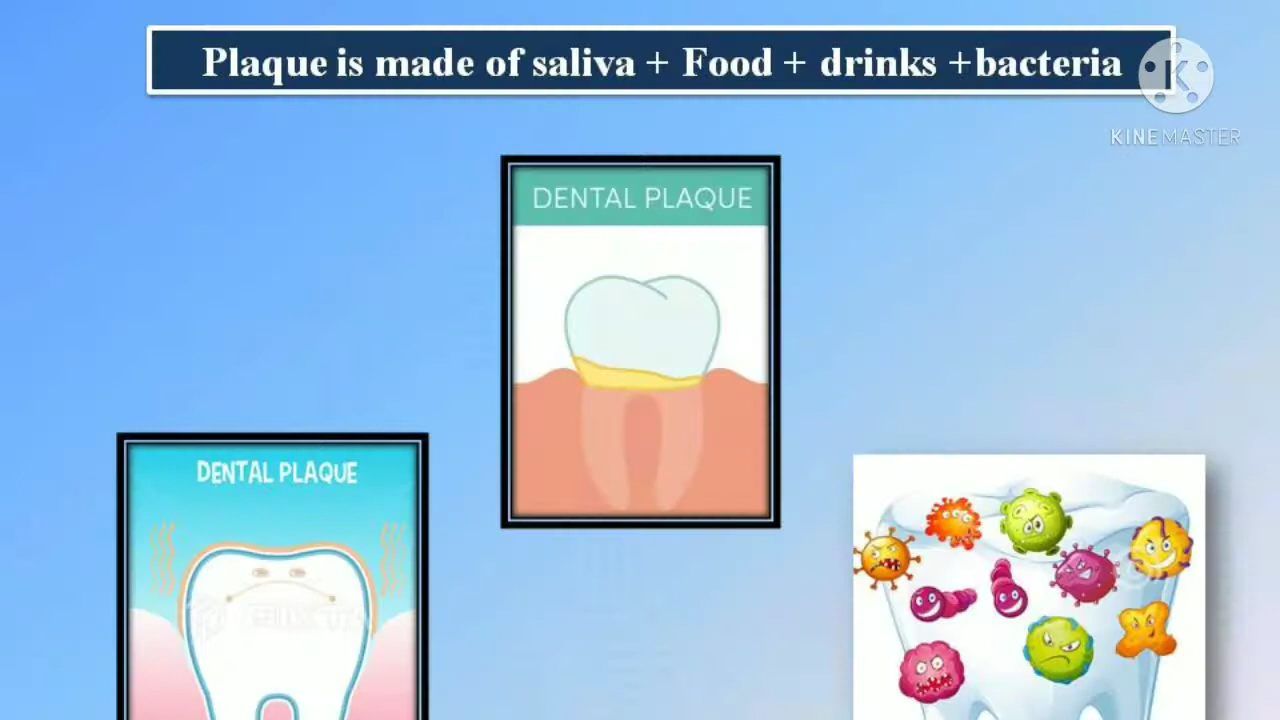 Plaque is made of saliva + Food + drinks +bacteria
KINEMASTER
DENTAL PLAQUE
DENTAL PLAQUE